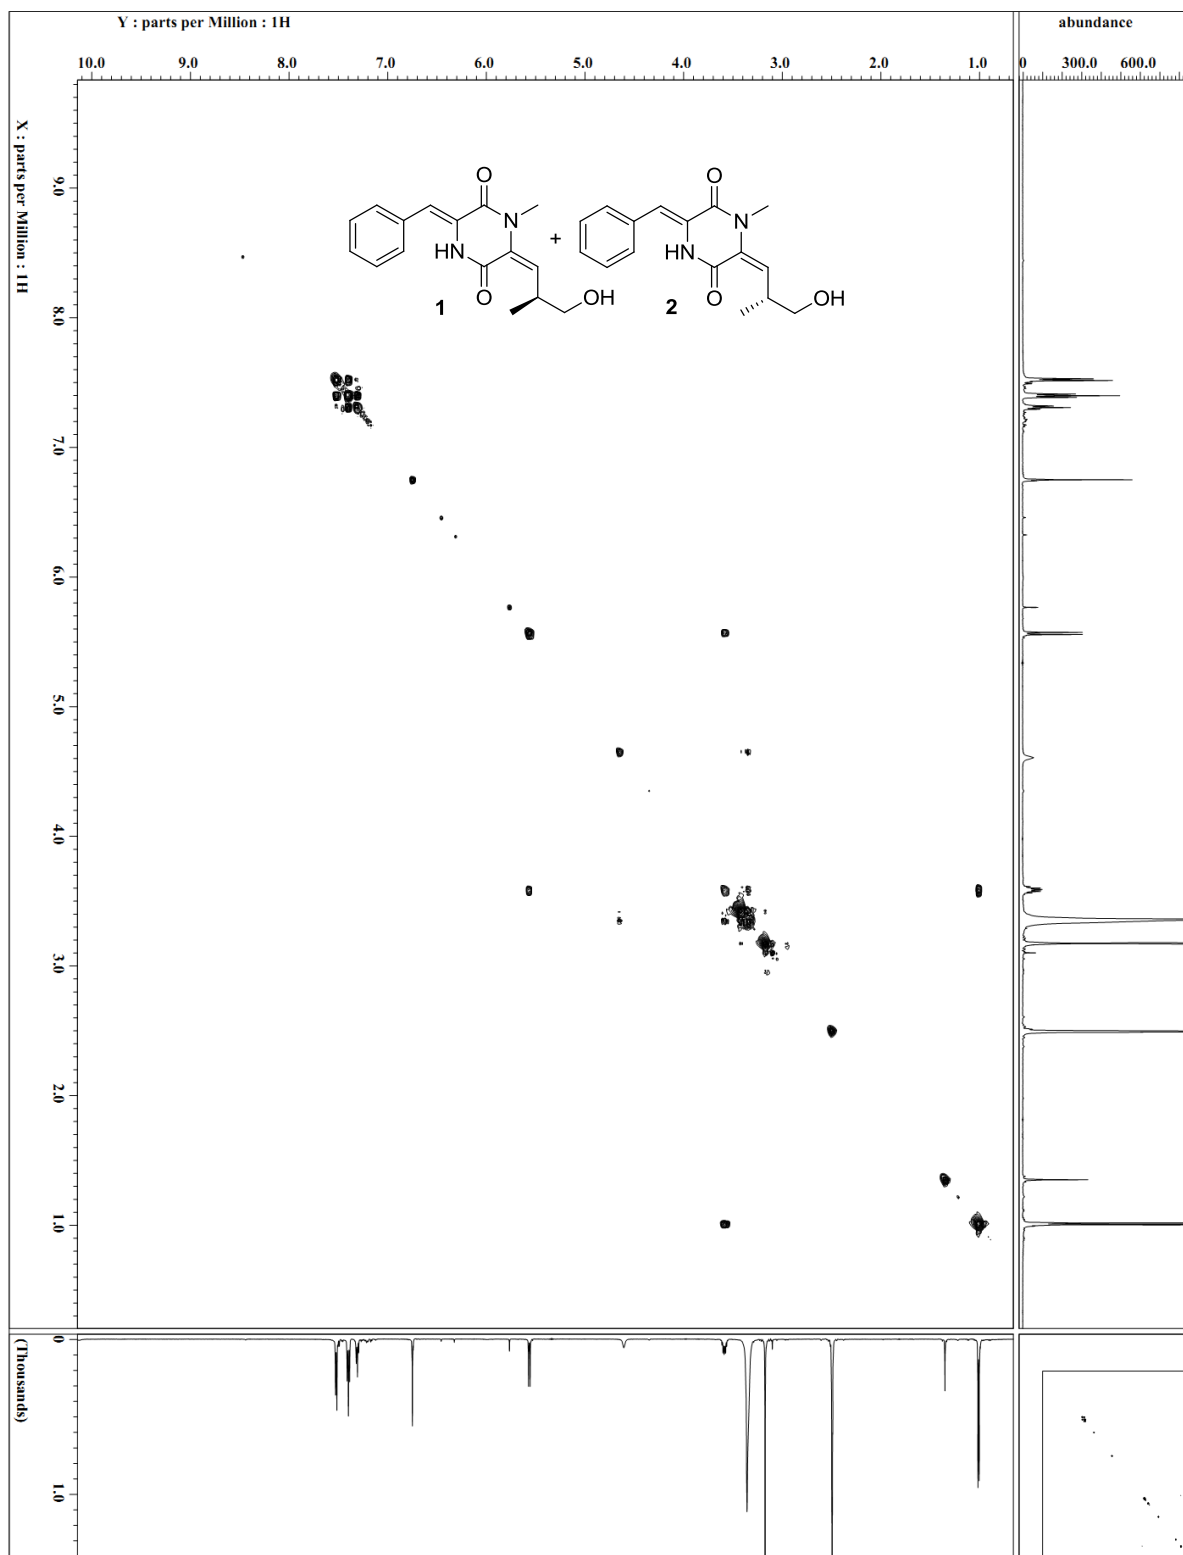 Y : parts per Million : 1H
abundance
10.0 9.0 8.0 7.0 6.0 5.0 4.0 3.0 2.0 1.0
0 300.0 600.0
X : parts per Million : 1H
9.0
8.0
7.0
6.0
5.0
4.0
3.0
2.0
1.0
O
N
HN
O
OH
1
+
O
N
HN
O
OH
2
0
1.0
(Thousands)